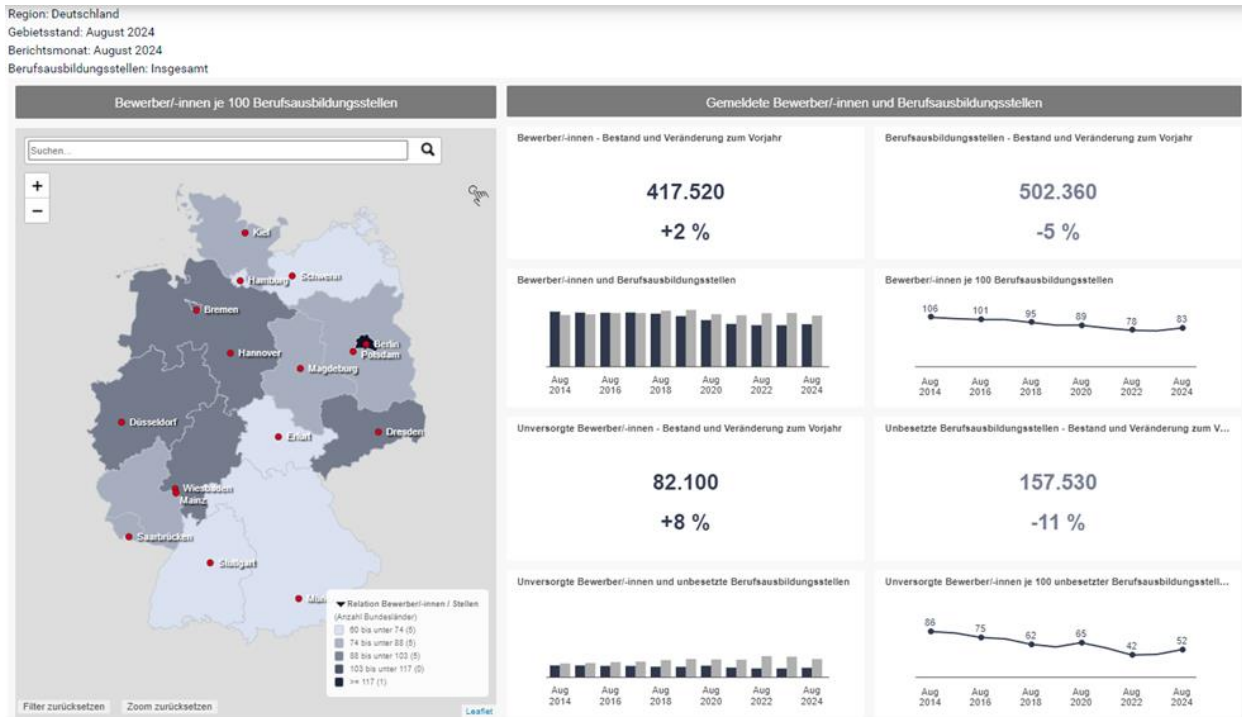 Region: Deutschland
Gebietsstand: August 2024
Berichtsmonat: August 2024
Berufsausbildungsstellen: Insgesamt
Bewerber/-innen je 100 Berufsausbildungsstellen
Suchen...
+
−
Kiel
Schwerin
Hamburg
Bremen
Berlin
Potsdam
Hannover
Magdeburg
Düsseldorf
Erfurt
Dresden
Wiesbaden
Mainz
Saarbrücken
Stuttgart
Relation Bewerber/-innen / Stellen
(Anzahl Bundesländer)
60 bis unter 74 (5)
74 bis unter 88 (5)
88 bis unter 103 (5)
103 bis unter 117 (0)
>= 117 (1)
Filter zurücksetzen Zoom zurücksetzen
Leaflet
Gemeldete Bewerber/-innen und Berufsausbildungsstellen
Bewerber/-innen - Bestand und Veränderung zum Vorjahr
417.520
+2 %
Berufsausbildungsstellen - Bestand und Veränderung zum Vorjahr
502.360
-5 %
Bewerber/-innen und Berufsausbildungsstellen
Aug Aug Aug Aug Aug Aug
2014 2016 2018 2020 2022 2024
Bewerber/-innen je 100 Berufsausbildungsstellen
106 101 95 89 78 83
Aug Aug Aug Aug Aug Aug
2014 2016 2018 2020 2022 2024
Unversorgte Bewerber/-innen - Bestand und Veränderung zum Vorjahr
82.100
+8 %
Unbesetzte Berufsausbildungsstellen - Bestand und Veränderung zum V...
157.530
-11 %
Unversorgte Bewerber/-innen und unbesetzte Berufsausbildungsstellen
Aug Aug Aug Aug Aug Aug
2014 2016 2018 2020 2022 2024
Unversorgte Bewerber/-innen je 100 unbesetzter Berufsausbildungsstell...
86 75 62 65 42 52
Aug Aug Aug Aug Aug Aug
2014 2016 2018 2020 2022 2024